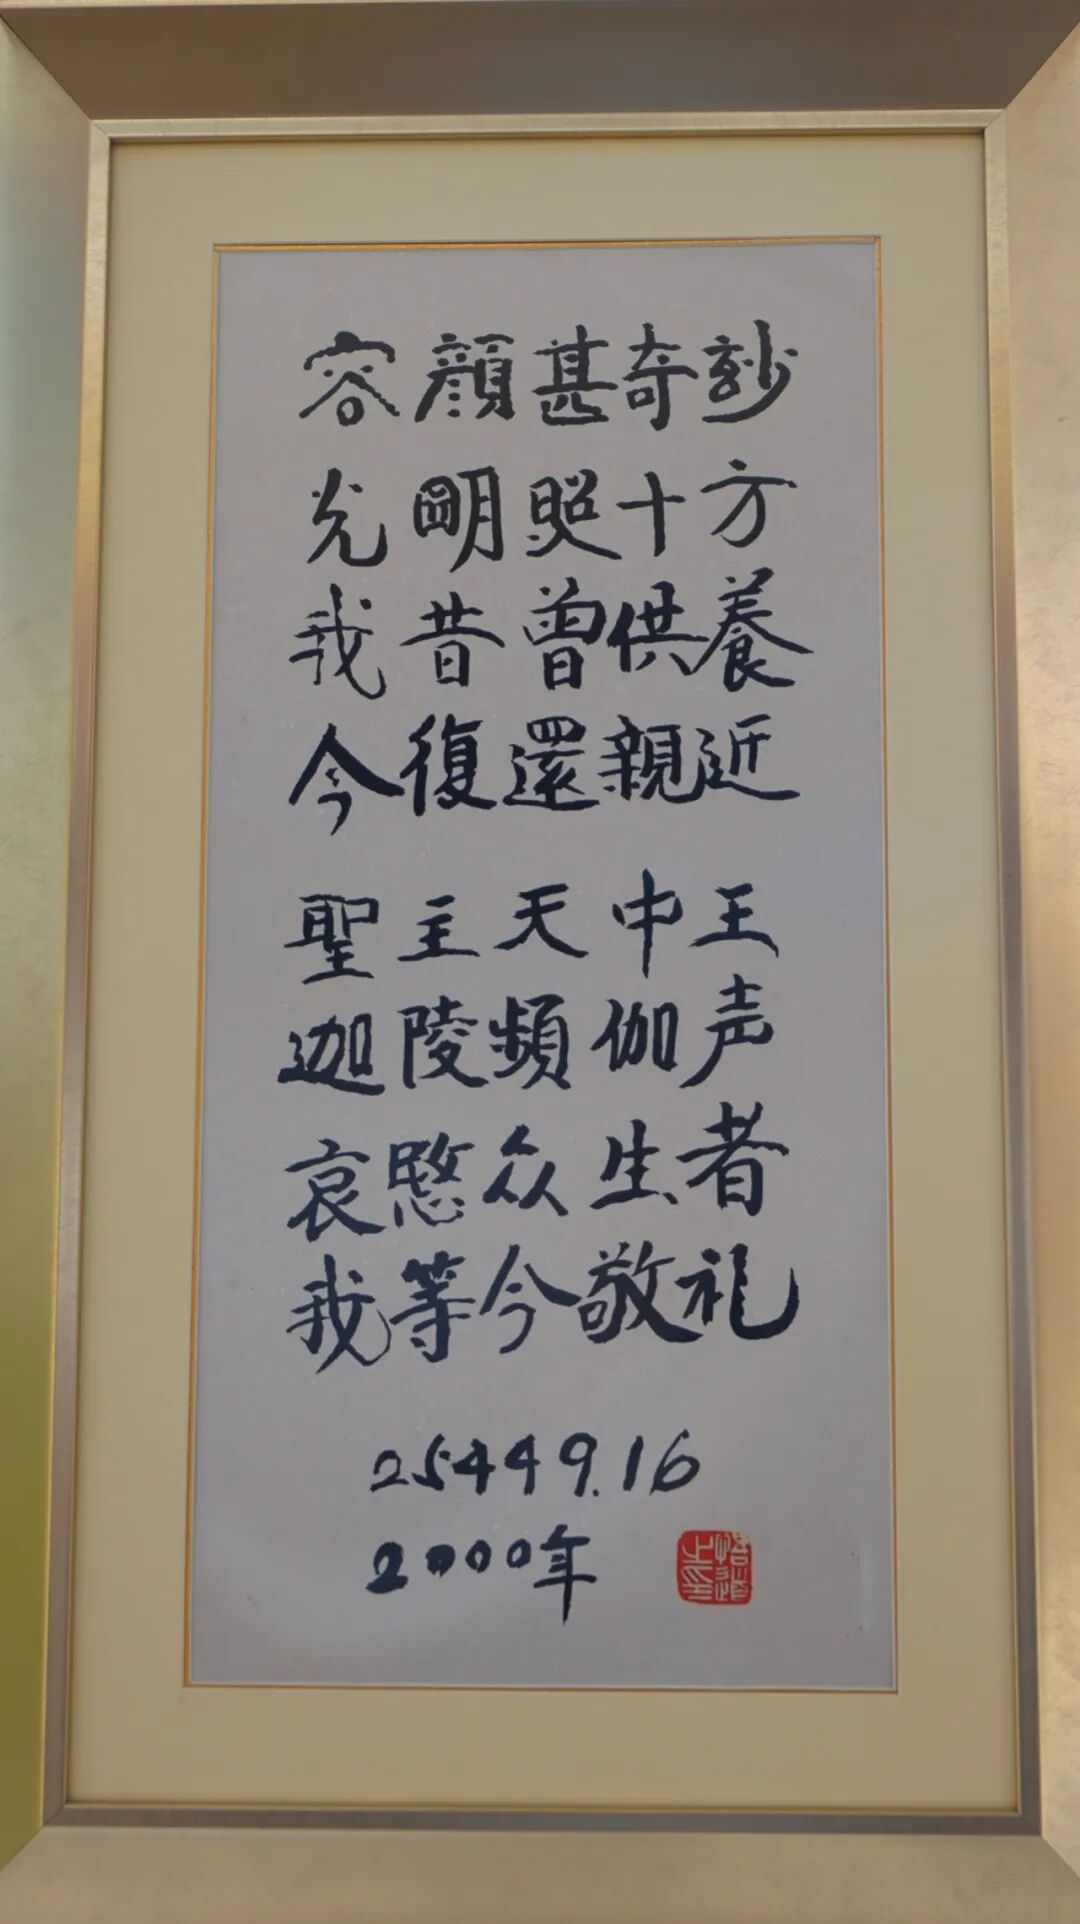 容顏甚奇妙
光明照十方
我昔曾供養
今復還親近
聖主天中王
迦陵頻伽声
哀愍众生者
我等今敬礼
25449.16
2000年